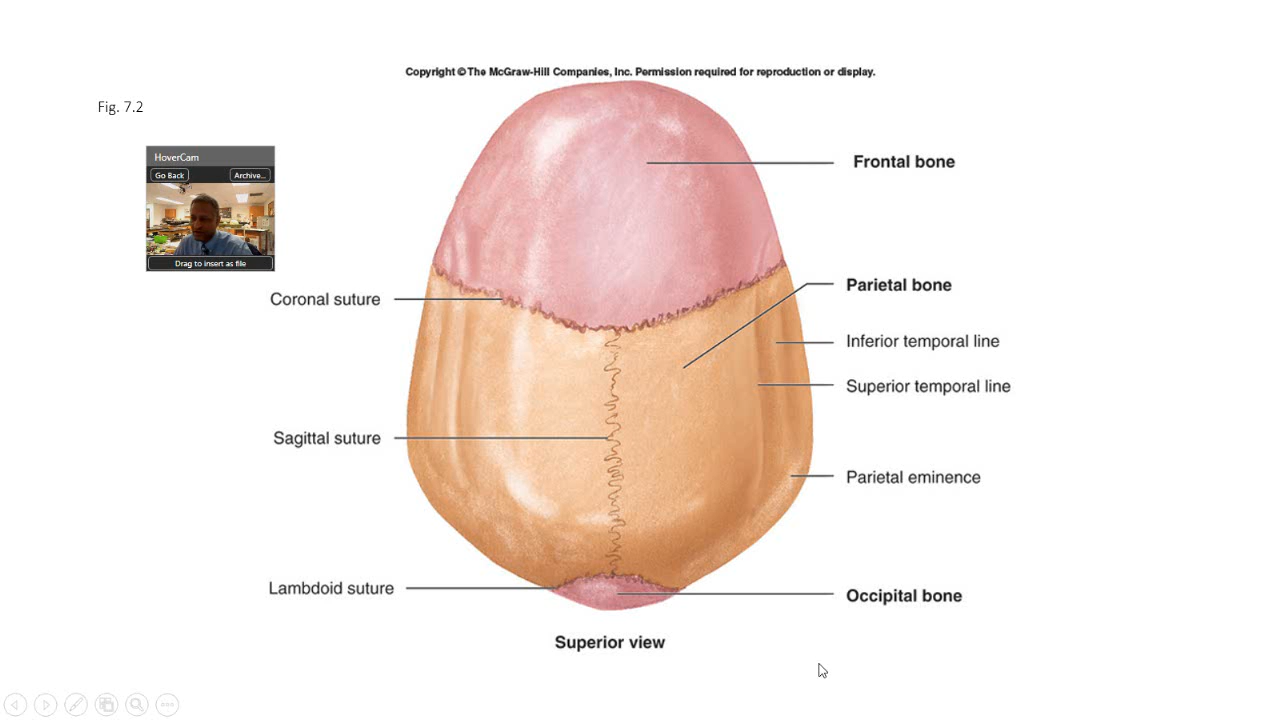 Copyright © The McGraw-Hill Companies, Inc. Permission required for reproduction or display.
Fig. 7.2
HoverCam
Go Back
Archive...
Drag to insert as file
Frontal bone
Parietal bone
Coronal suture
Inferior temporal line
Superior temporal line
Sagittal suture
Parietal eminence
Lambdoid suture
Occipital bone
Superior view